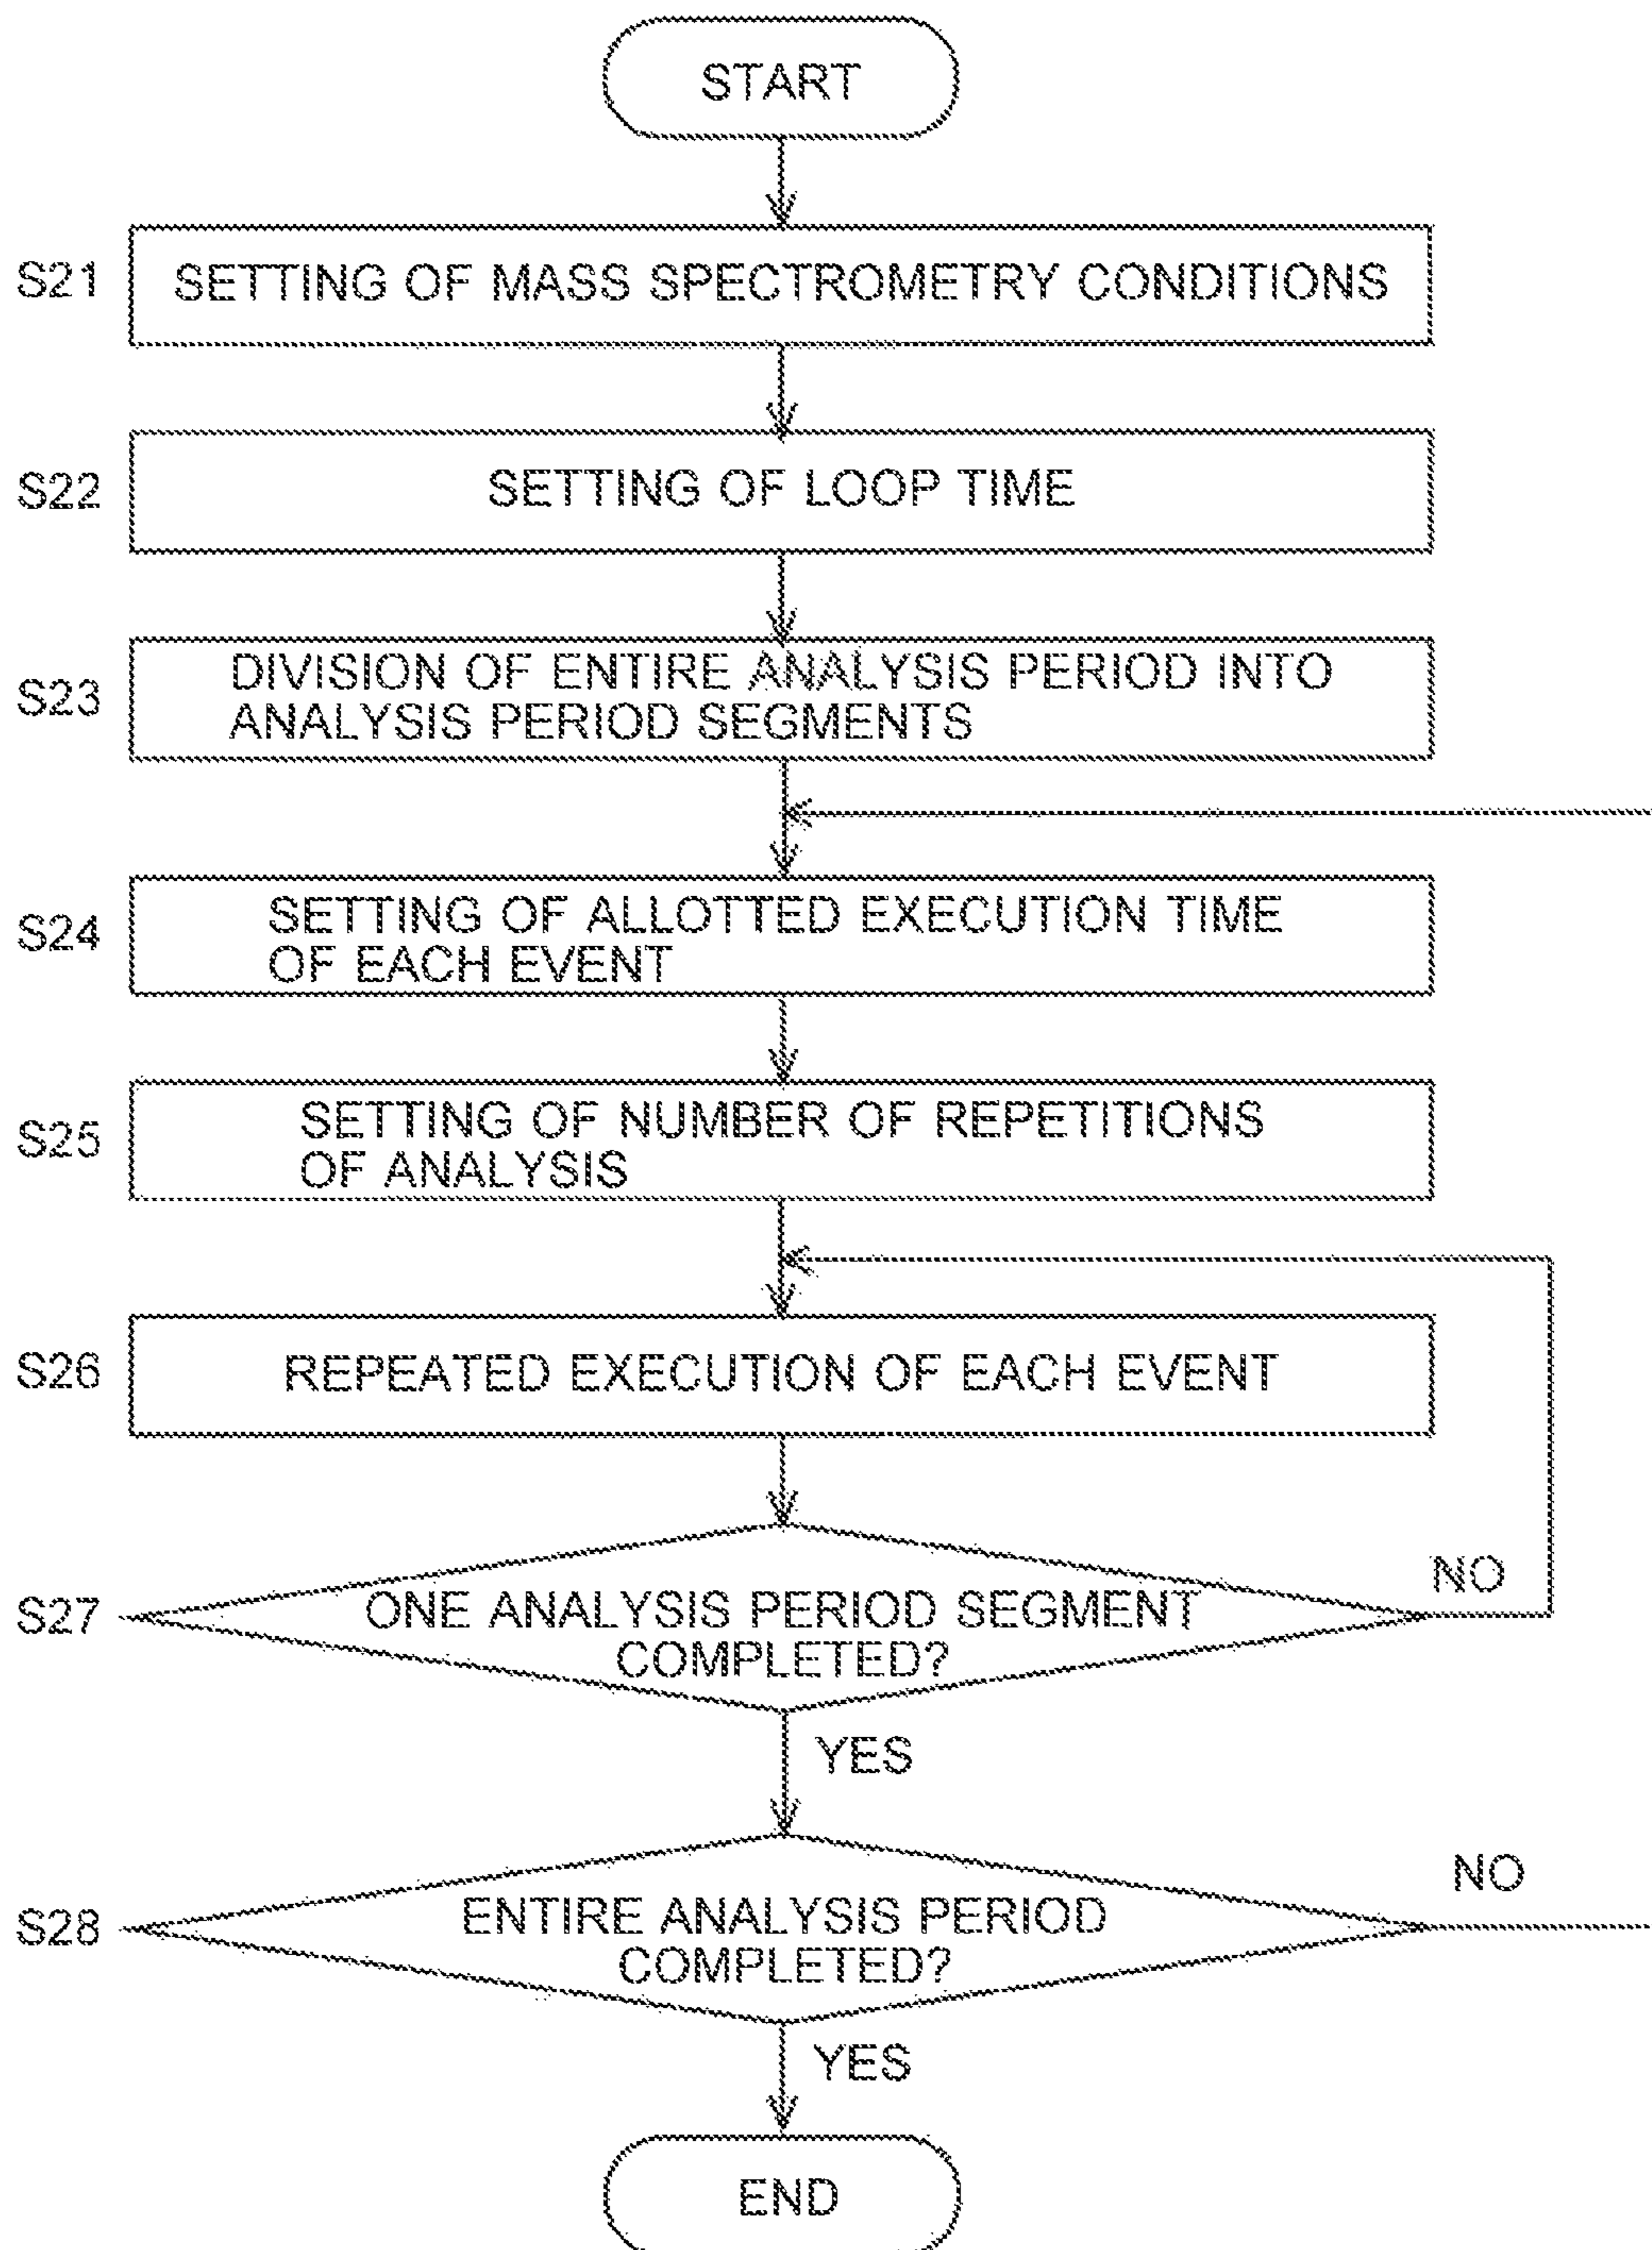 START
S21
SETTING OF MASS SPECTROMETRY CONDITIONS
S22
SETTING OF LOOP TIME
S23
DIVISION OF ENTIRE ANALYSIS PERIOD INTO
ANALYSIS PERIOD SEGMENTS
S24
SETTING OF ALLOTTED EXECUTION TIME
OF EACH EVENT
S25
SETTING OF NUMBER OF REPETITIONS
OF ANALYSIS
S26
REPEATED EXECUTION OF EACH EVENT
S27
ONE ANALYSIS PERIOD SEGMENT
COMPLETED?
NO
YES
S28
ENTIRE ANALYSIS PERIOD
COMPLETED?
NO
YES
END